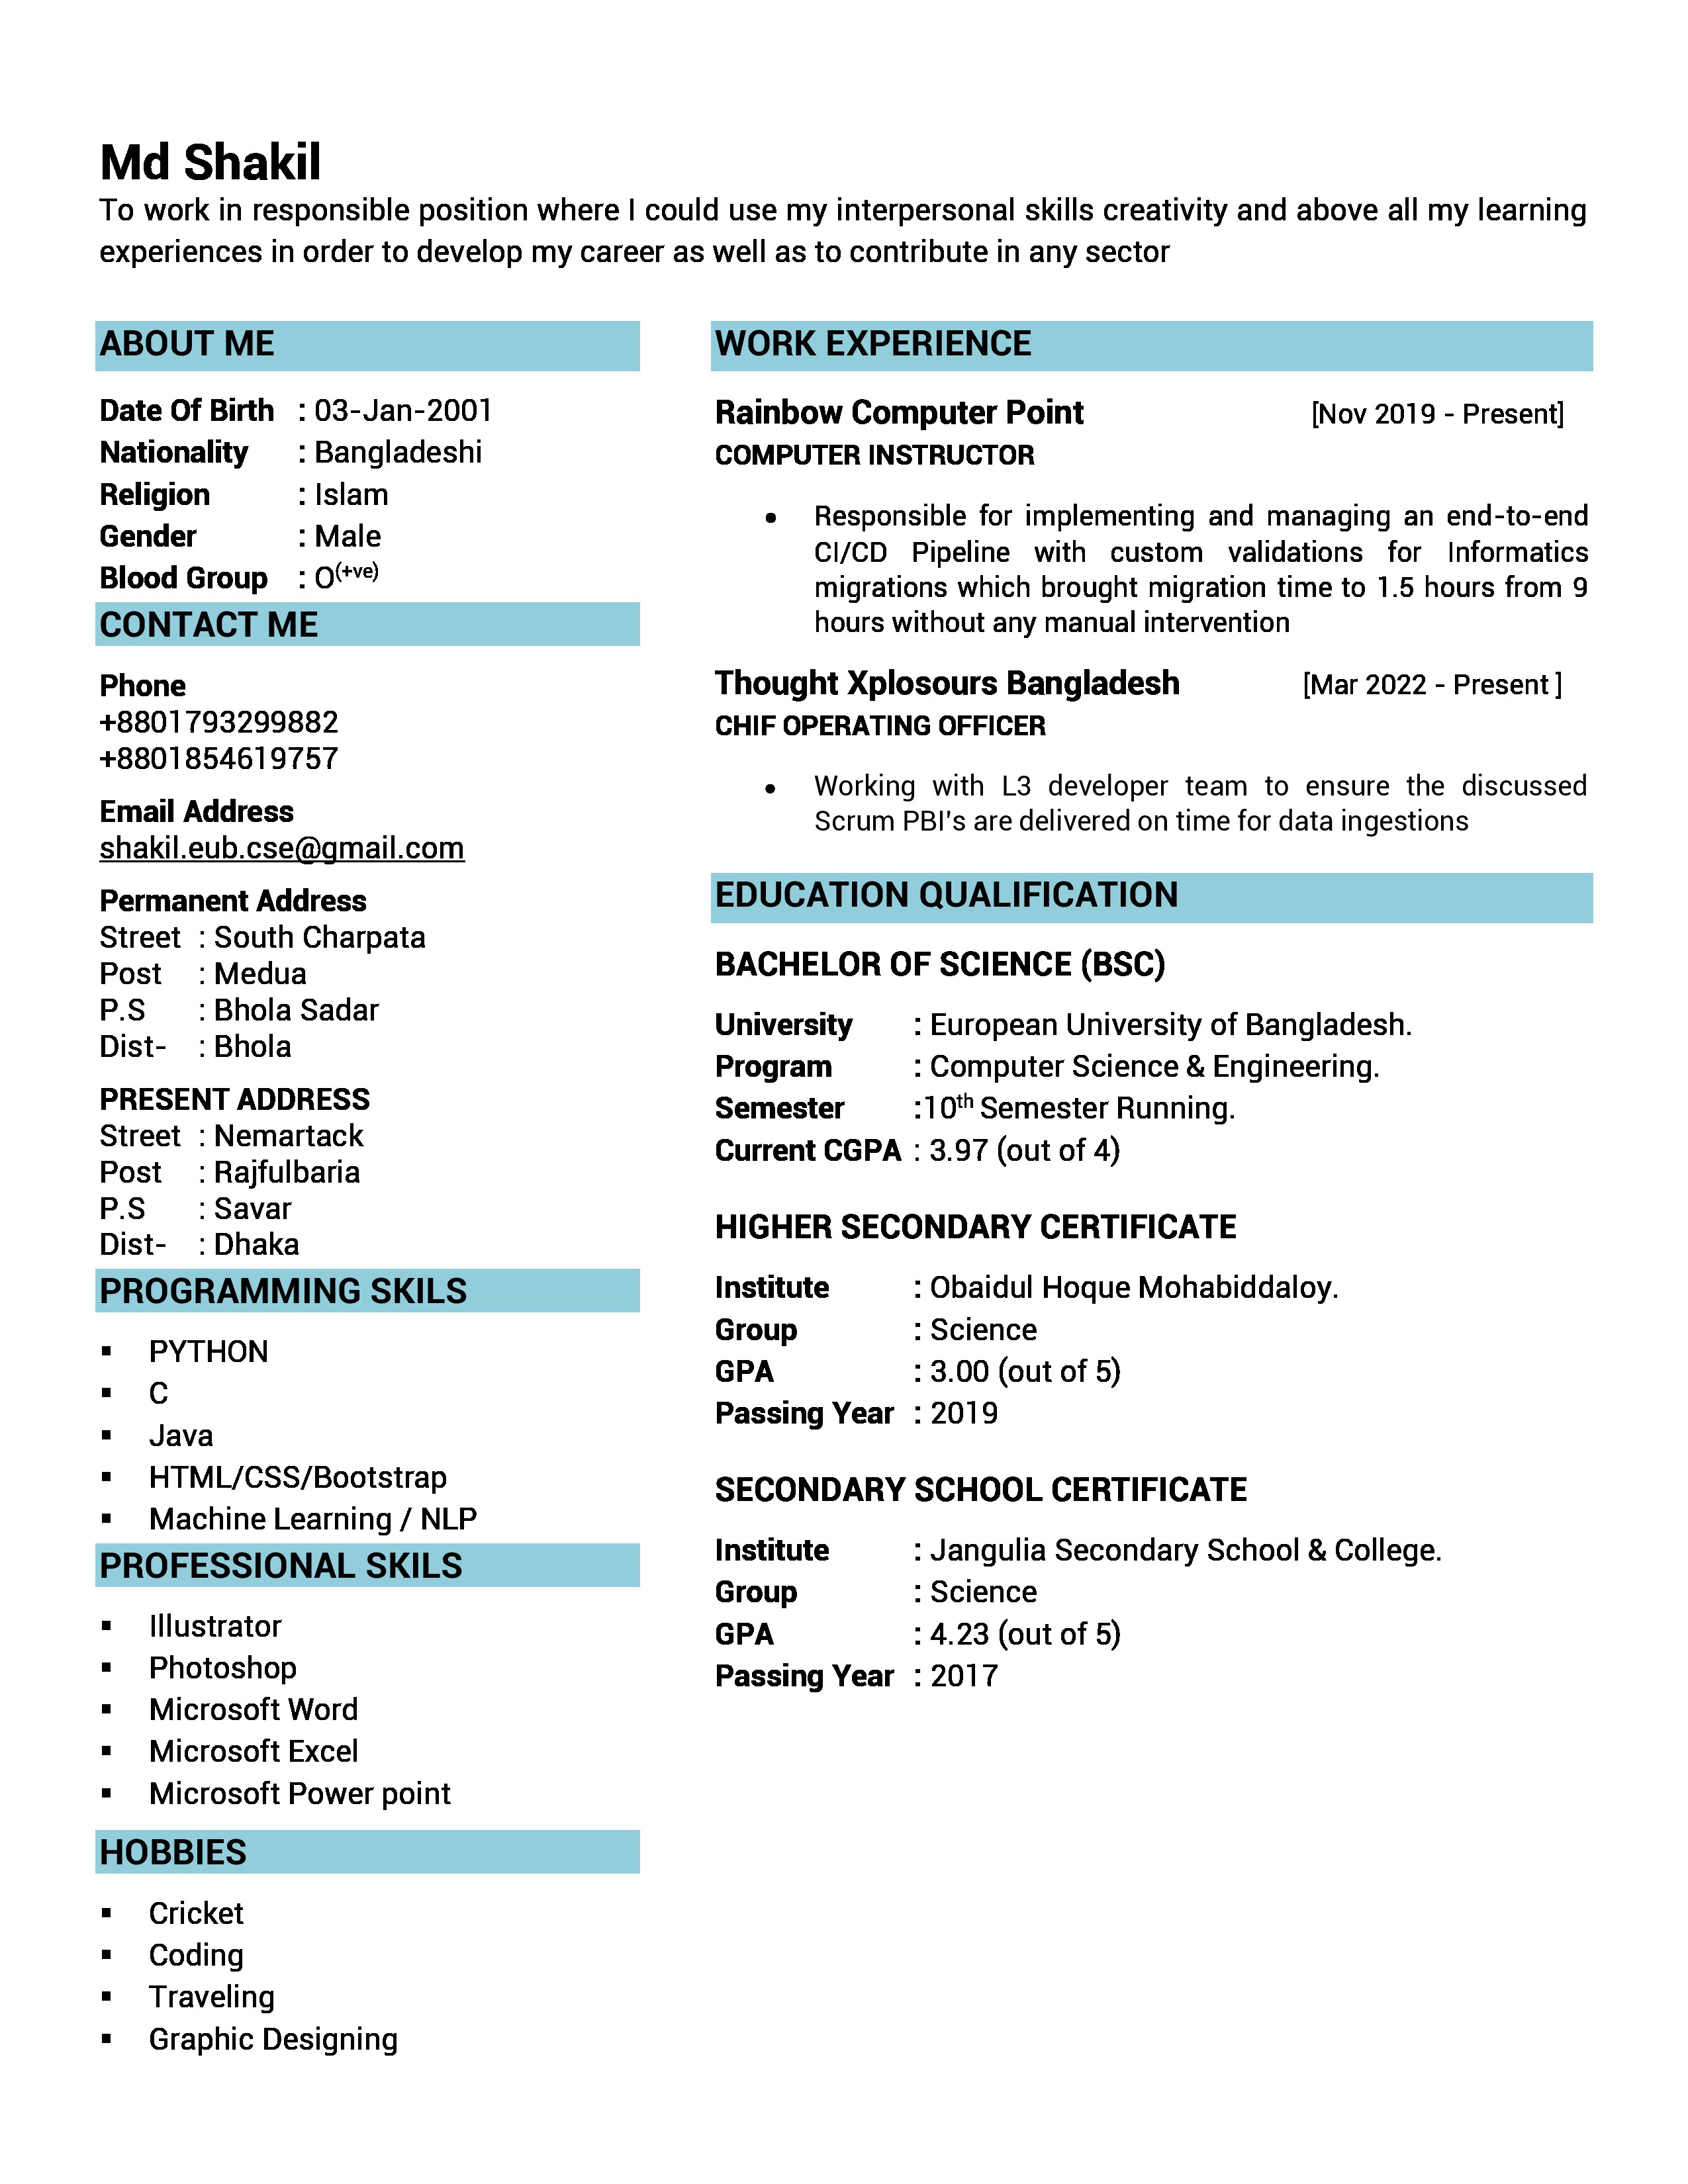 Md Shakil
To work in responsible position where I could use my interpersonal skills creativity and above all my learning
experiences in order to develop my career as well as to contribute in any sector
ABOUT ME
Date Of Birth : 03-Jan-2001
Nationality : Bangladeshi
Religion : Islam
Gender : Male
Blood Group : O(+ve)
CONTACT ME
Phone
+8801793299882
+8801854619757
Email Address
shakil.eub.cse@gmail.com
Permanent Address
Street : South Charpata
Post : Medua
P.S : Bhola Sadar
Dist- : Bhola
PRESENT ADDRESS
Street : Nemartack
Post : Rajfulbaria
P.S : Savar
Dist- : Dhaka
PROGRAMMING SKILS
▪ PYTHON
▪ C
▪ Java
▪ HTML/CSS/Bootstrap
▪ Machine Learning / NLP
PROFESSIONAL SKILS
▪ Illustrator
▪ Photoshop
▪ Microsoft Word
▪ Microsoft Excel
▪ Microsoft Power point
HOBBIES
▪ Cricket
▪ Coding
▪ Traveling
▪ Graphic Designing
WORK EXPERIENCE
Rainbow Computer Point [Nov 2019 - Present]
COMPUTER INSTRUCTOR
• Responsible for implementing and managing an end-to-end
CI/CD Pipeline with custom validations for Informatics
migrations which brought migration time to 1.5 hours from 9
hours without any manual intervention
Thought Xplosours Bangladesh [Mar 2022 - Present ]
CHIF OPERATING OFFICER
• Working with L3 developer team to ensure the discussed
Scrum PBI's are delivered on time for data ingestions
EDUCATION QUALIFICATION
BACHELOR OF SCIENCE (BSC)
University : European University of Bangladesh.
Program : Computer Science & Engineering.
Semester :10th Semester Running.
Current CGPA : 3.97 (out of 4)
HIGHER SECONDARY CERTIFICATE
Institute : Obaidul Hoque Mohabiddaloy.
Group : Science
GPA : 3.00 (out of 5)
Passing Year : 2019
SECONDARY SCHOOL CERTIFICATE
Institute : Jangulia Secondary School & College.
Group : Science
GPA : 4.23 (out of 5)
Passing Year : 2017